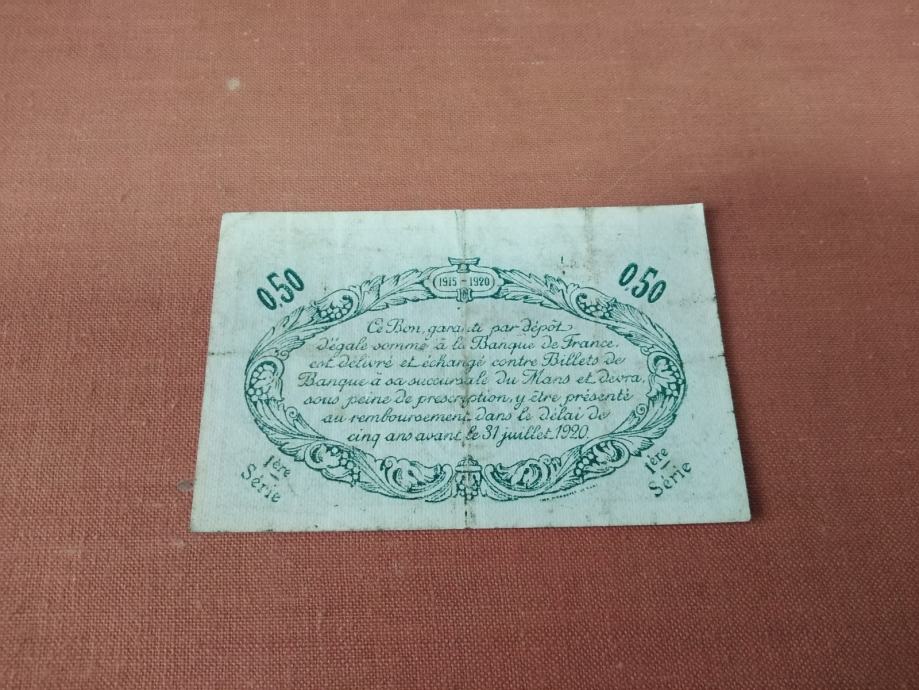 0,50
1915 - 1920
0,50
Ce Bon, garanti par dépôt
d'égale somme à la Banque de France,
est délivré et échangé contre Billets de
Banque à sa succursale du Mans et devra,
sous peine de prescription, y être présenté
au remboursement dans le délai de
cinq ans avant le 31 juillet 1920.
1ère
Série
1ère
Série